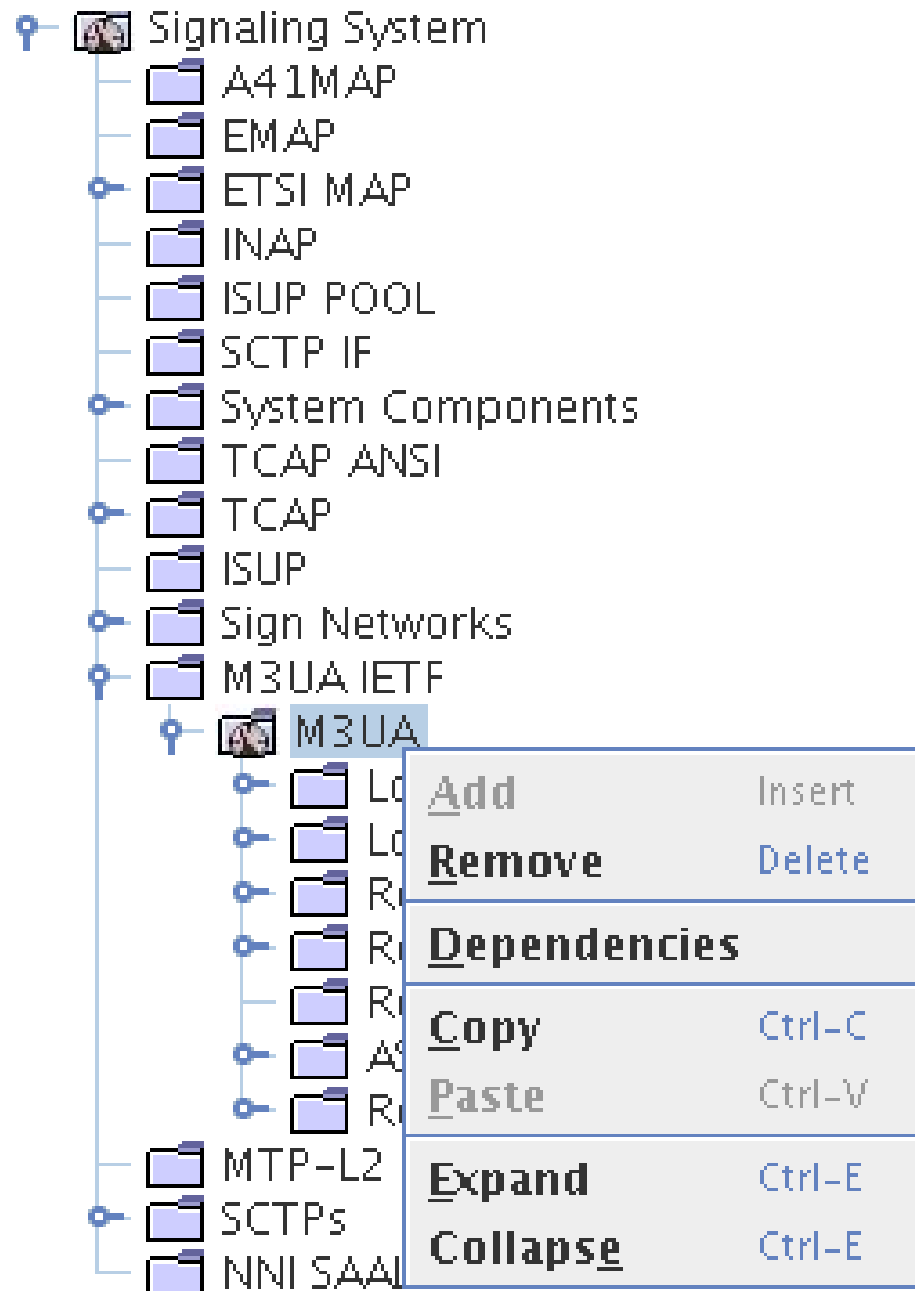 Signaling System
A41MAP
EMAP
ETSI MAP
INAP
ISUP POOL
SCTP IF
System Components
TCAP ANSI
TCAP
ISUP
Sign Networks
M3UA IETF
M3UA
Add Insert
Remove Delete
Dependencies
Copy Ctrl-C
Paste Ctrl-V
Expand Ctrl-E
Collapse Ctrl-E
MTP-L2
SCTPs
NNI SAAL